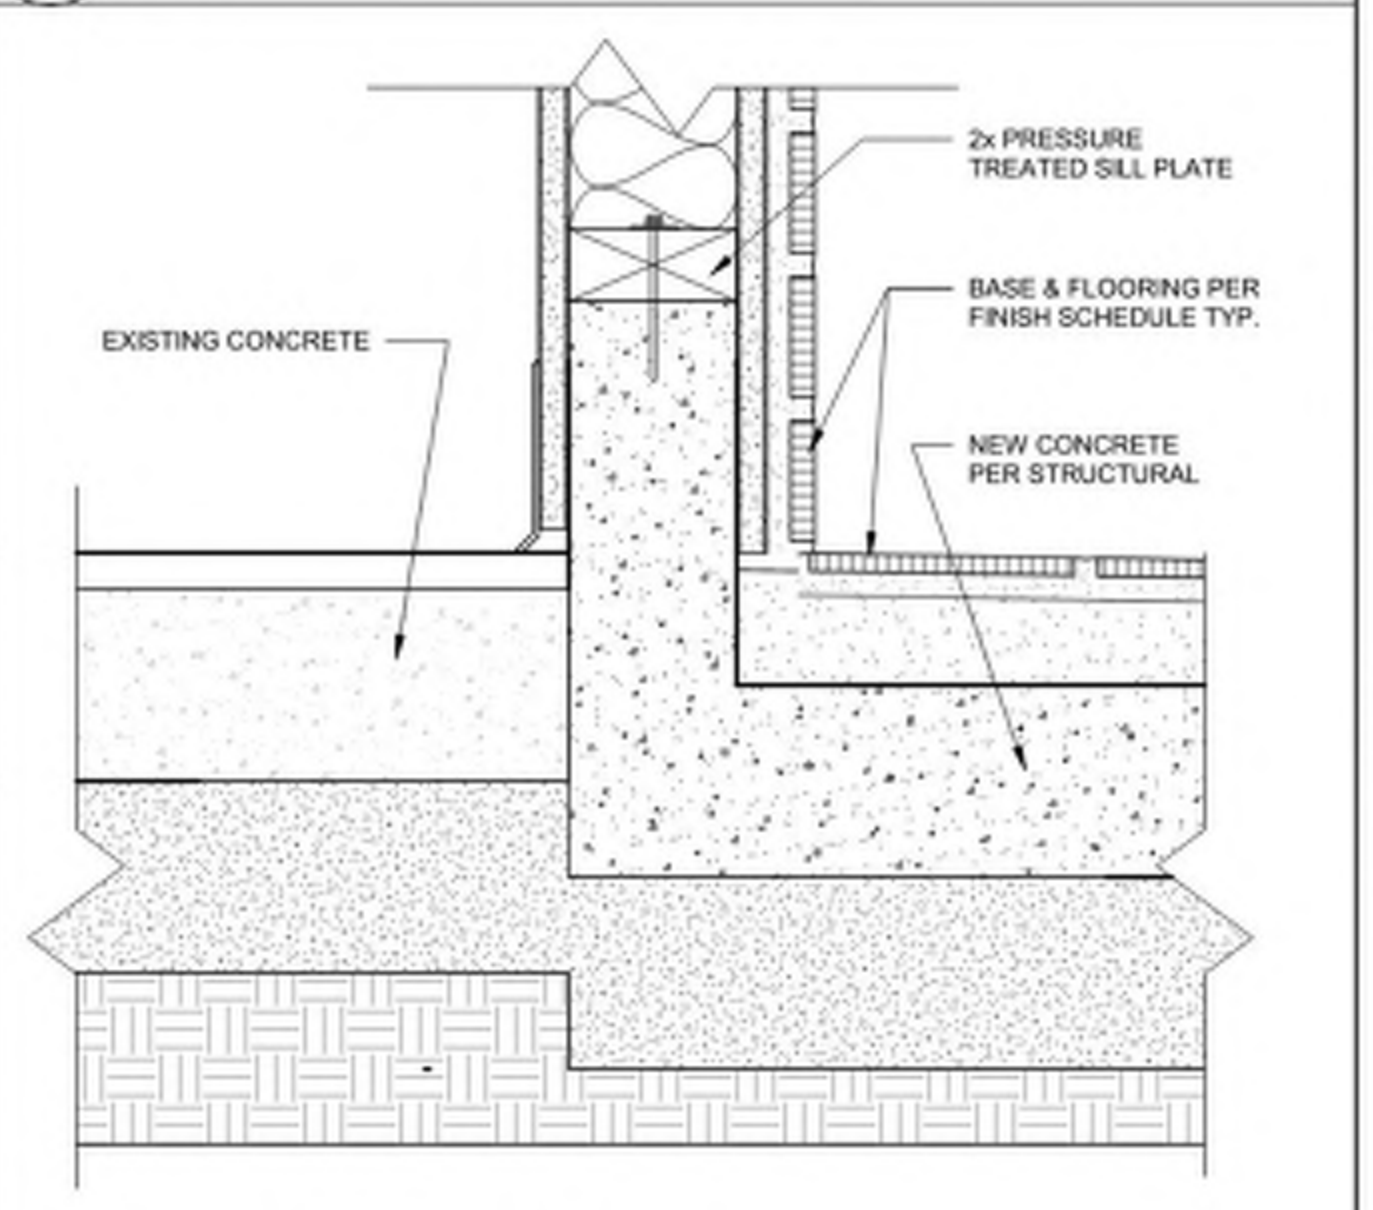 2x PRESSURE
TREATED SILL PLATE
BASE & FLOORING PER
FINISH SCHEDULE TYP.
EXISTING CONCRETE
NEW CONCRETE
PER STRUCTURAL